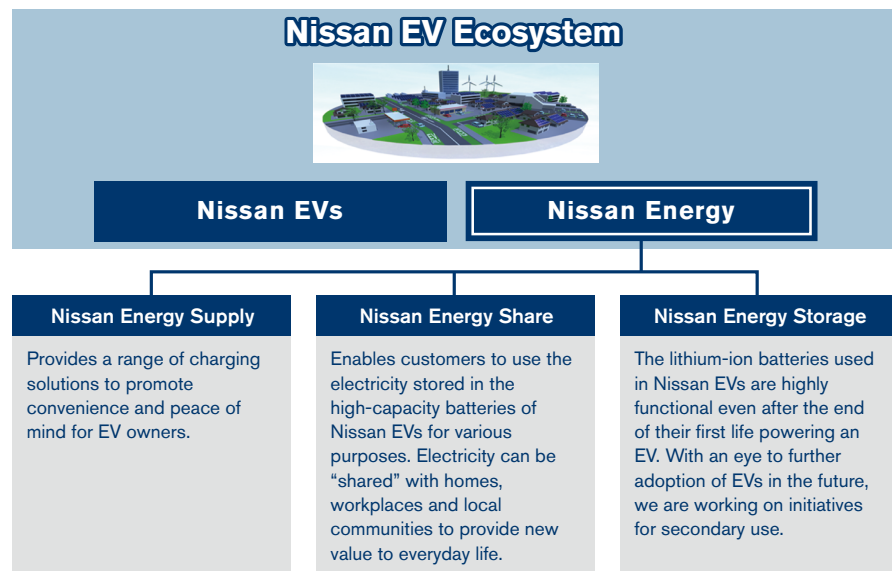 Nissan EV Ecosystem
Nissan EVs
Nissan Energy
Nissan Energy Supply
Provides a range of charging
solutions to promote
convenience and peace of
mind for EV owners.
Nissan Energy Share
Enables customers to use the
electricity stored in the
high-capacity batteries of
Nissan EVs for various
purposes. Electricity can be
“shared” with homes,
workplaces and local
communities to provide new
value to everyday life.
Nissan Energy Storage
The lithium-ion batteries used
in Nissan EVs are highly
functional even after the end
of their first life powering an
EV. With an eye to further
adoption of EVs in the future,
we are working on initiatives
for secondary use.